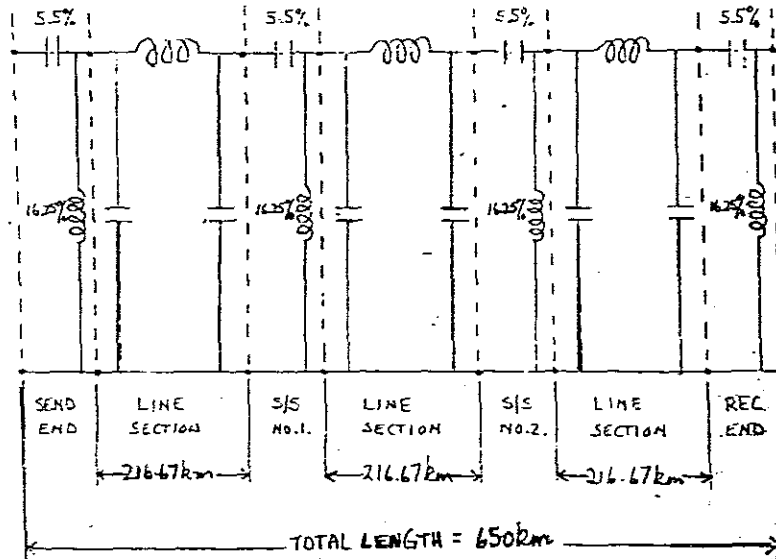 5.5% 5.5% 5.5% 5.5%
16.25% 16.25% 16.25% 16.25%
SEND LINE S/S LINE S/S LINE REC
END SECTION NO.1. SECTION NO.2. SECTION END
216.67km 216.67km 216.67km
TOTAL LENGTH = 650km